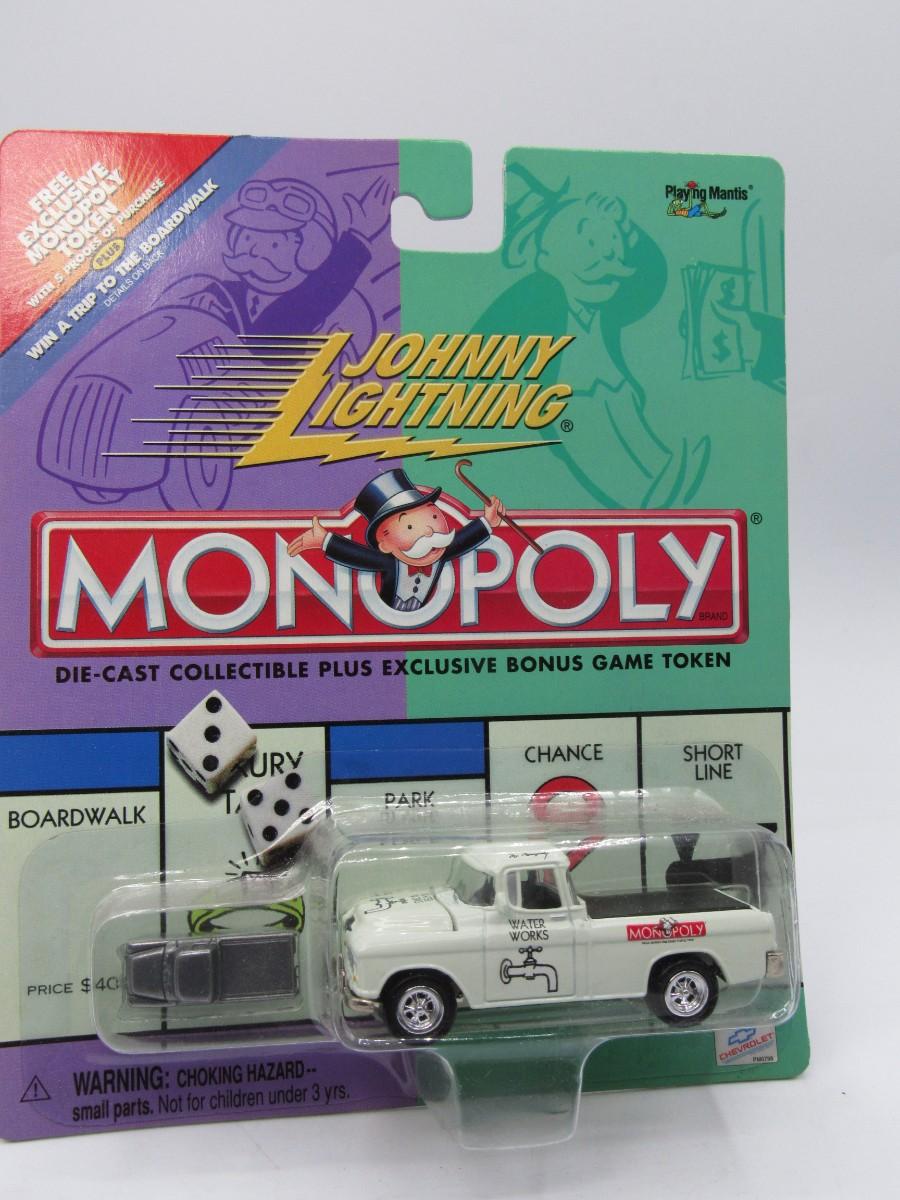 FREE
EXCLUSIVE
MONOPOLY
TOKEN
WITH 5 PROOFS OF PURCHASE
PLUS
WIN A TRIP TO THE BOARDWALK
DETAILS ON BACK
Playing Mantis®
JOHNNY
LIGHTNING®
MONOPOLY®
BRAND
DIE-CAST COLLECTIBLE PLUS EXCLUSIVE BONUS GAME TOKEN
BOARDWALK
XURY
PARK
CHANCE
SHORT
LINE
PRICE $40
WATER
WORKS
MONOPOLY
CHEVROLET
PM0798
WARNING: CHOKING HAZARD--
small parts. Not for children under 3 yrs.